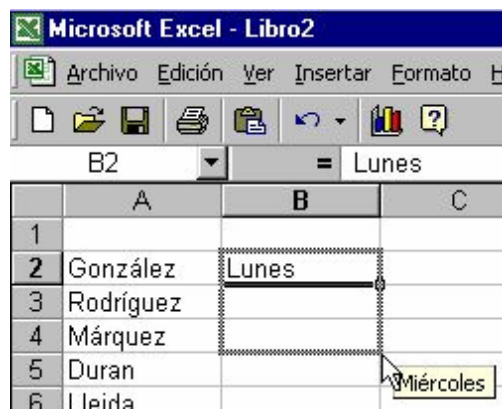 Microsoft Excel - Libro2
Archivo Edición Ver Insertar Formato H
B2 = Lunes
A B C
1
2 González Lunes
3 Rodríguez
4 Márquez
5 Duran
Miércoles
6 Lleida